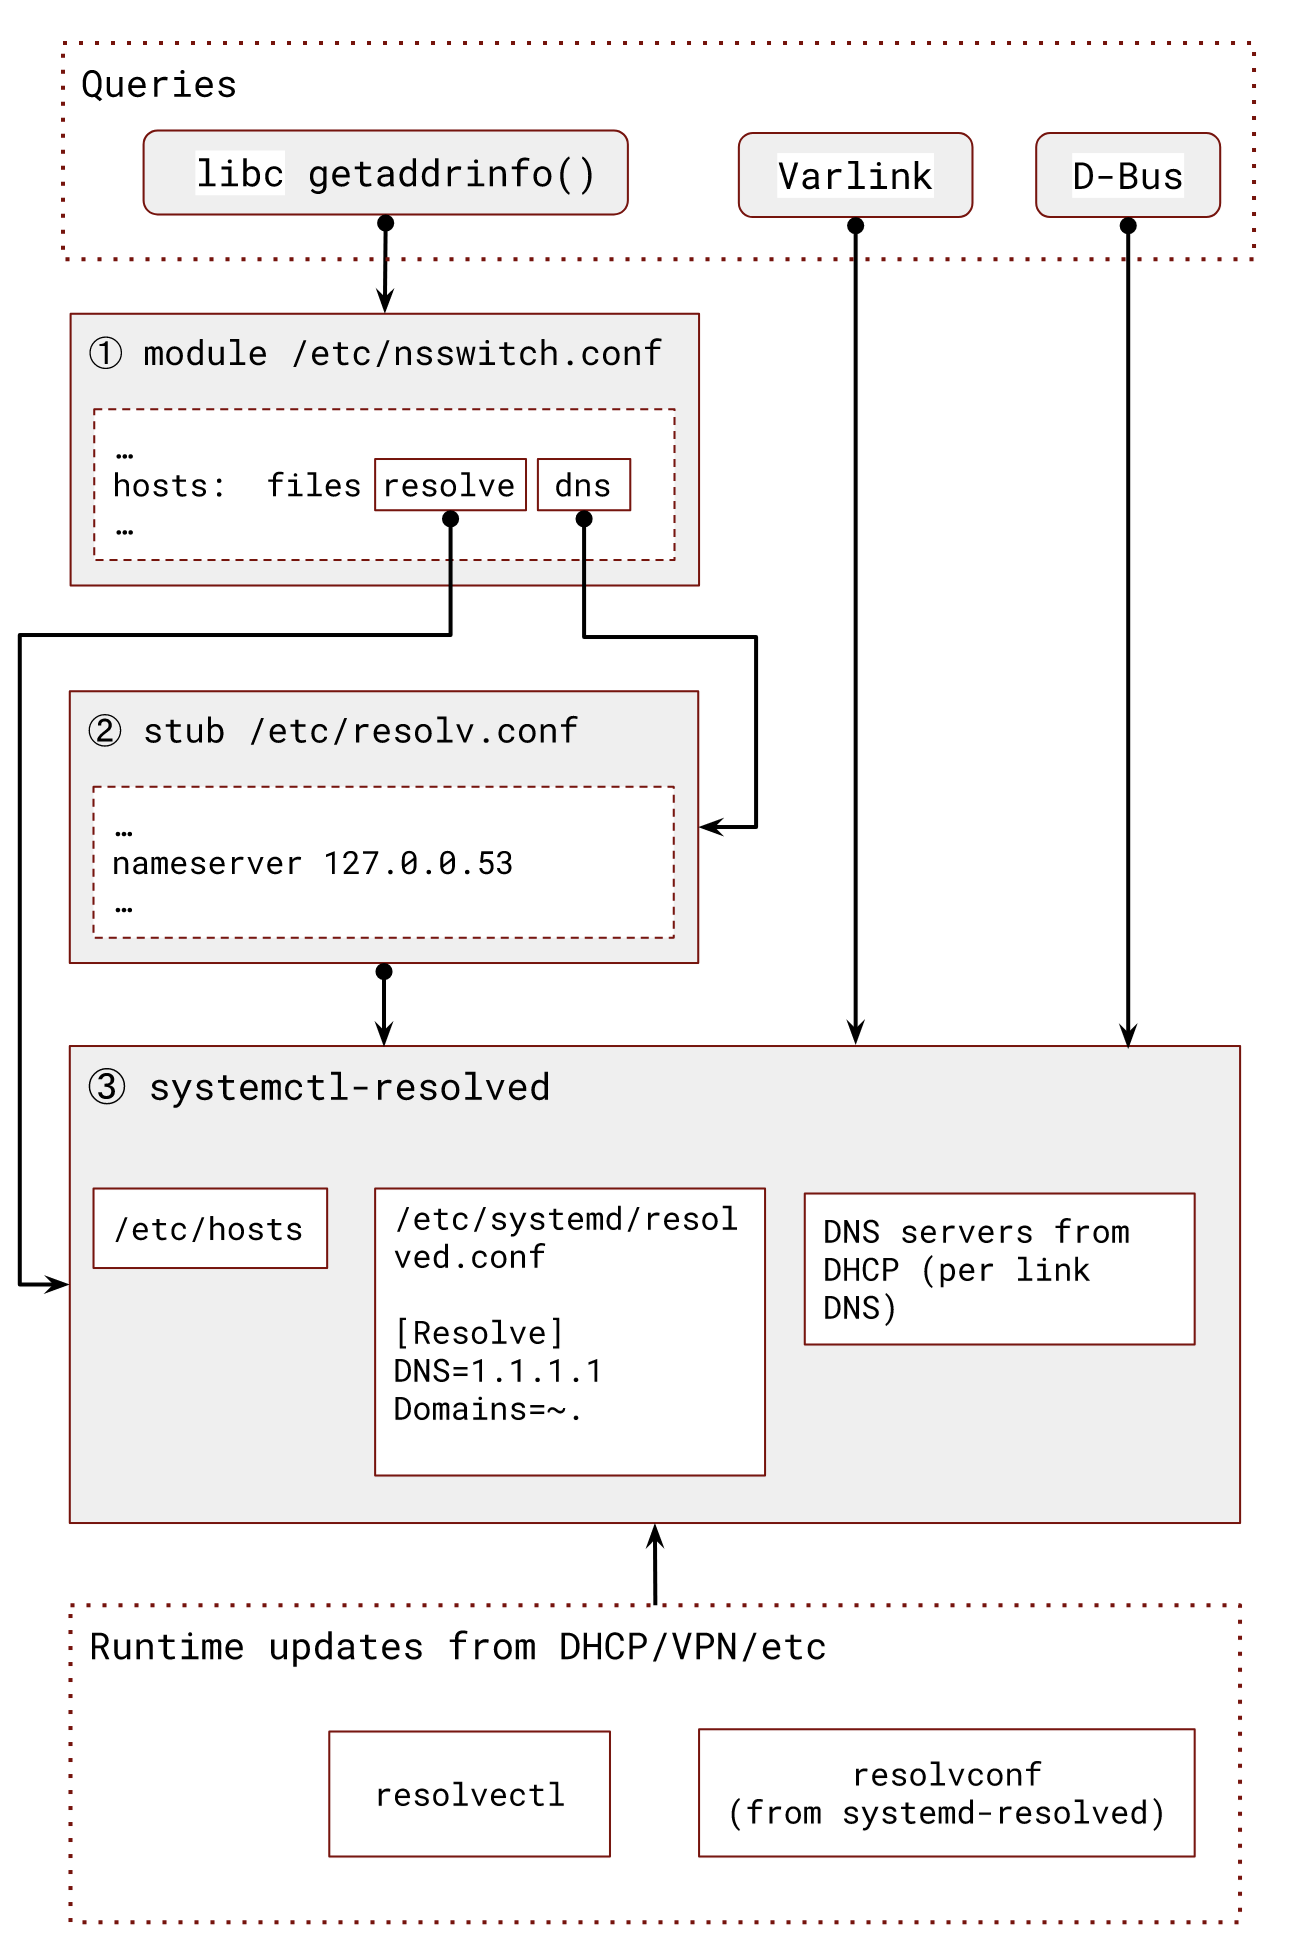 Queries
libc getaddrinfo()
Varlink
D-Bus
① module /etc/nsswitch.conf
…
hosts:  files resolve dns
…
② stub /etc/resolv.conf
…
nameserver 127.0.0.53
…
③ systemctl-resolved
/etc/hosts
/etc/systemd/resol
ved.conf
[Resolve]
DNS=1.1.1.1
Domains=~.
DNS servers from
DHCP (per link
DNS)
Runtime updates from DHCP/VPN/etc
resolvectl
resolvconf
(from systemd-resolved)